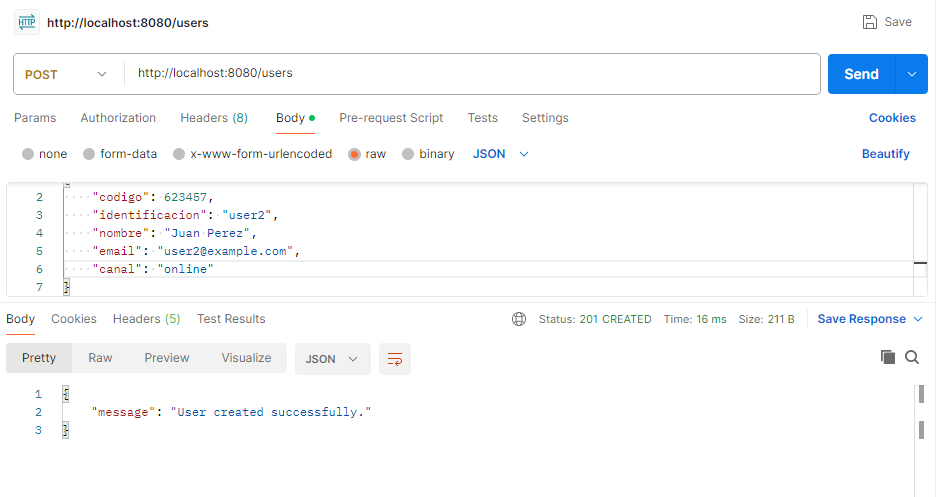 HTTP http://localhost:8080/users Save
POST http://localhost:8080/users Send
Params Authorization Headers (8) Body Pre-request Script Tests Settings Cookies
none form-data x-www-form-urlencoded raw binary JSON Beautify
2 "codigo": 623457,
3 "identificacion": "user2",
4 "nombre": "Juan Perez",
5 "email": "user2@example.com",
6 "canal": "online"
7 }
Body Cookies Headers (5) Test Results Status: 201 CREATED Time: 16 ms Size: 211 B Save Response
Pretty Raw Preview Visualize JSON
1 {
2 "message": "User created successfully."
3 }